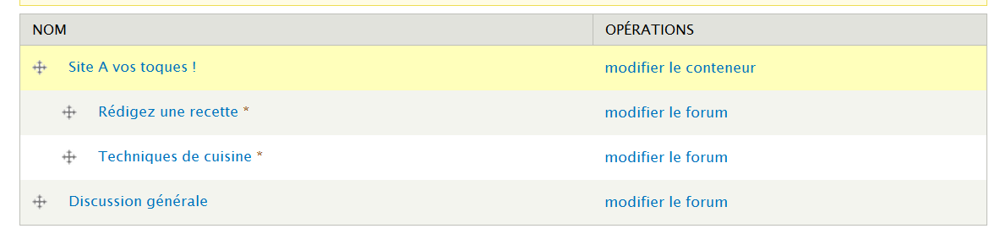 NOM OPÉRATIONS
Site A vos toques ! modifier le conteneur
Rédigez une recette * modifier le forum
Techniques de cuisine * modifier le forum
Discussion générale modifier le forum